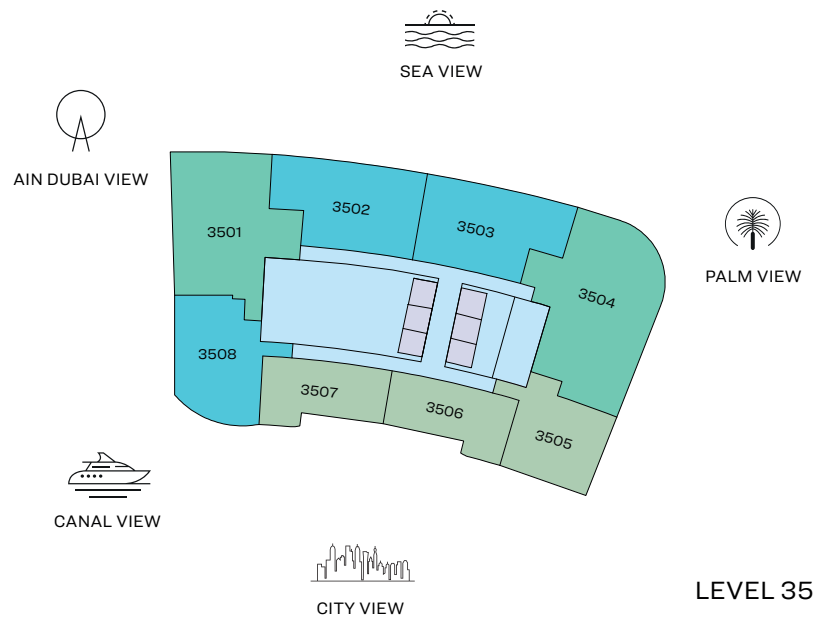 SEA VIEW
AIN DUBAI VIEW
3501
3502
3503
3504
PALM VIEW
3508
3507
3506
3505
CANAL VIEW
CITY VIEW
LEVEL 35